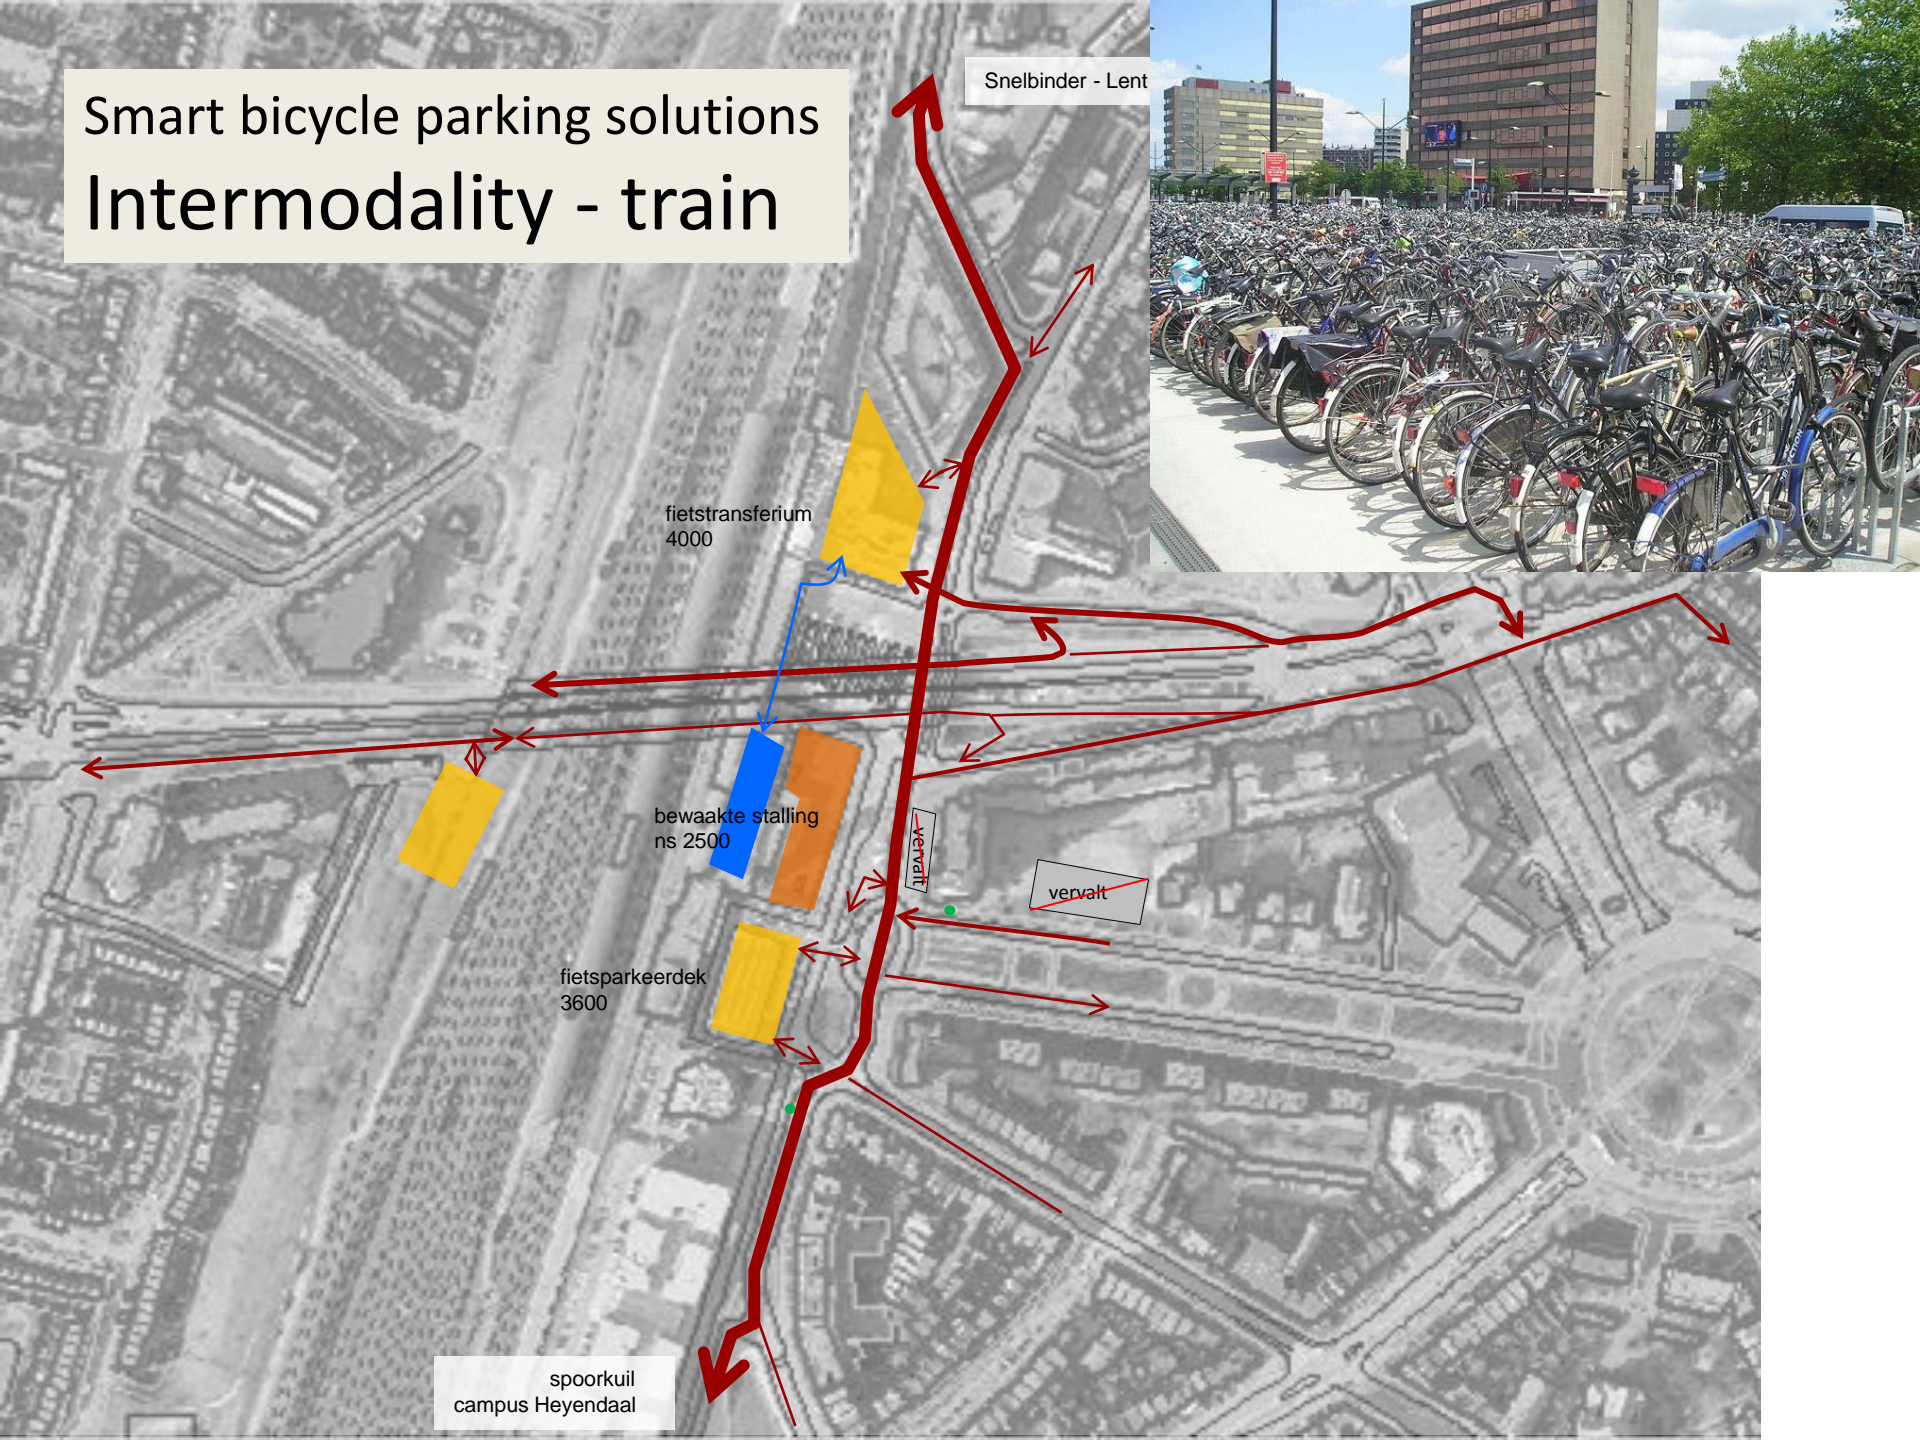 Snelbinder - Lent
Smart bicycle parking solutions
Intermodality - train
fietstransferium
4000
bewaakte stalling
ns 2500
vervalt
vervalt
fietsparkeerdek
3600
spoorkuil
campus Heyendaal